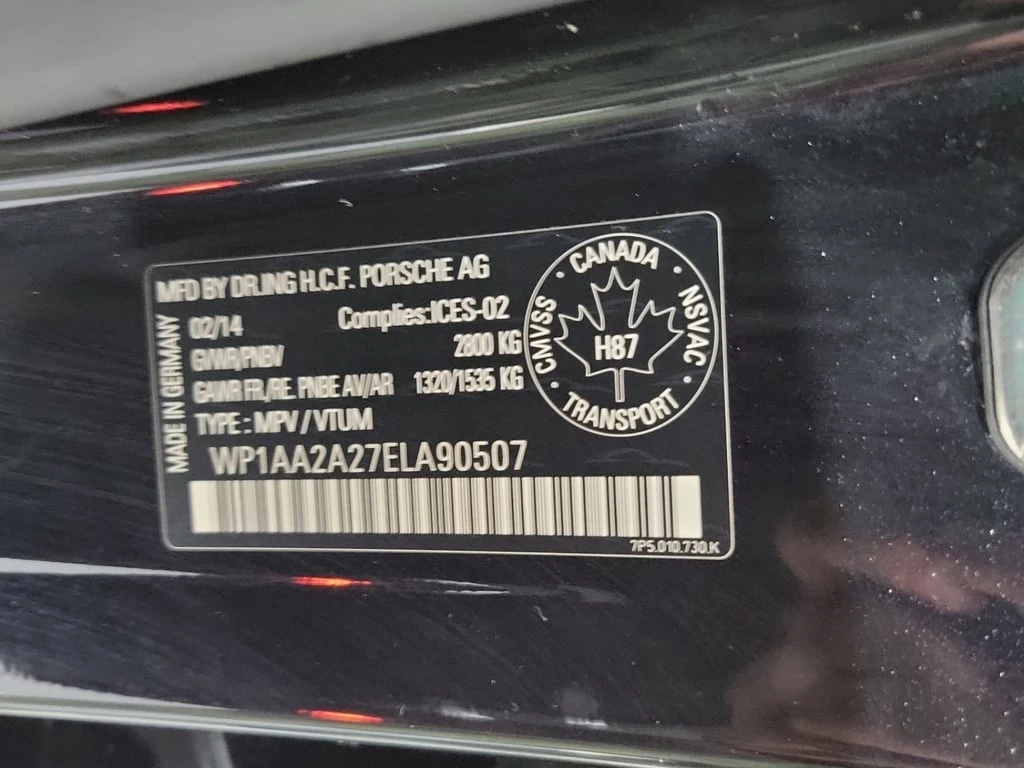 MFD BY DR.ING H.C.F. PORSCHE AG
02/14 Complies:ICES-02
GVWR/PNBV 2800 KG
GAWR FR./RE. PNBE AV/AR 1320/1535 KG
TYPE : MPV / VTUM
WP1AA2A27ELA90507
7P5.010.730.K
MADE IN GERMANY
CANADA
CMVSS
NSVAC
H87
TRANSPORT